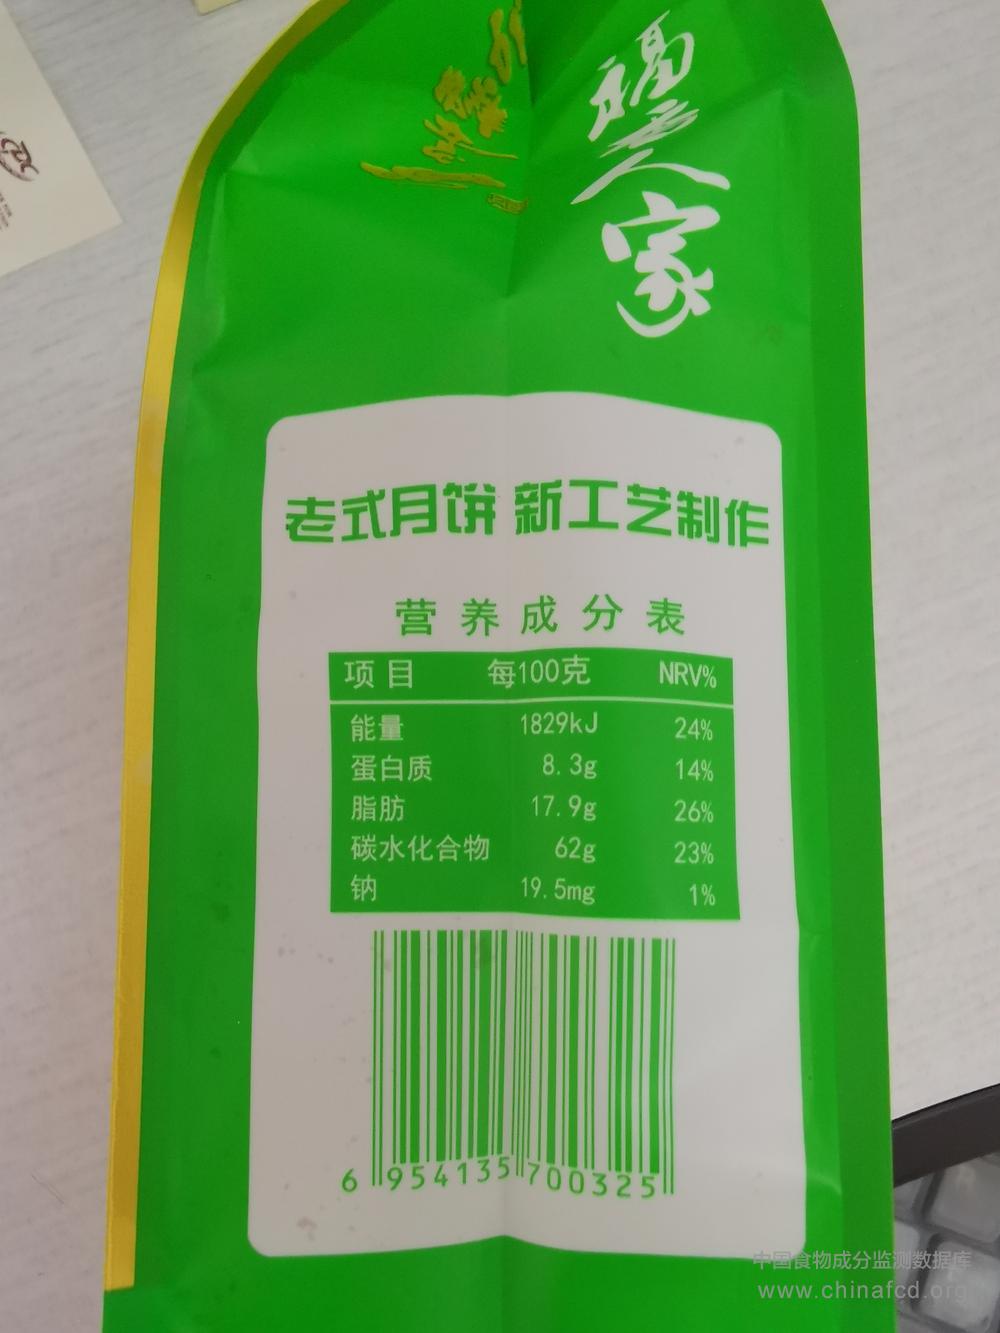 福云人家
老式月饼 新工艺制作
营养成分表
项目 每100克 NRV%
能量 1829kJ 24%
蛋白质 8.3g 14%
脂肪 17.9g 26%
碳水化合物 62g 23%
钠 19.5mg 1%
6 954135 700325
中国食物成分监测数据库
www.chinafcd.org